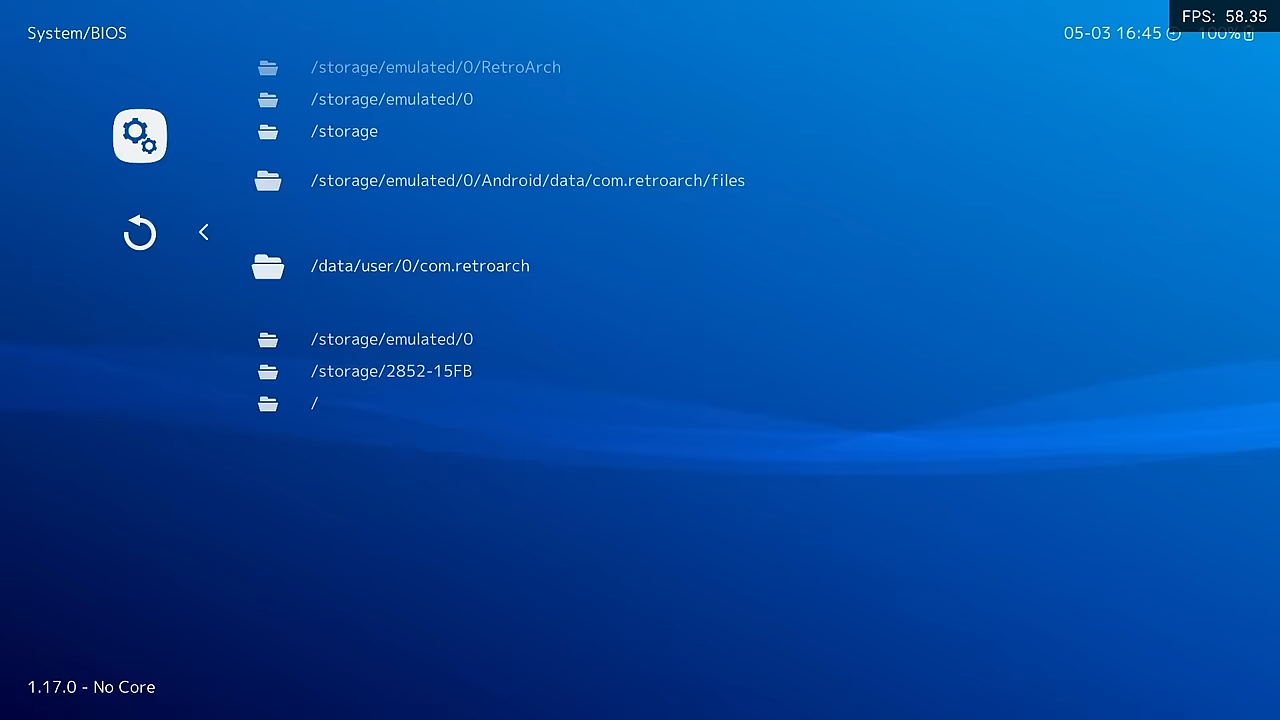 FPS: 58.35
System/BIOS
05-03 16:45 100%
/storage/emulated/0/RetroArch
/storage/emulated/0
/storage
/storage/emulated/0/Android/data/com.retroarch/files
/data/user/0/com.retroarch
/storage/emulated/0
/storage/2852-15FB
/
1.17.0 - No Core